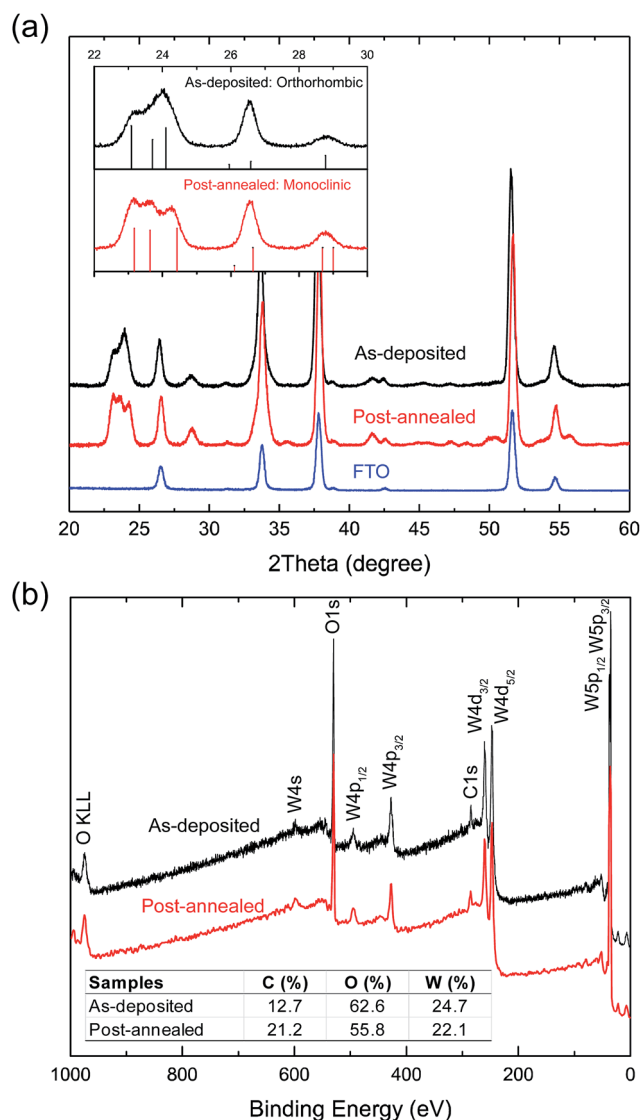 (a)
22 24 26 28 30
As-deposited: Orthorhombic
Post-annealed: Monoclinic
As-deposited
Post-annealed
FTO
20 25 30 35 40 45 50 55 60
2Theta (degree)
(b)
O KLL
W4s
O1s
W4p1/2
W4p3/2
C1s
W4d3/2
W4d5/2
W5p1/2 W5p3/2
As-deposited
Post-annealed
Samples C (%) O (%) W (%)
As-deposited 12.7 62.6 24.7
Post-annealed 21.2 55.8 22.1
1000 800 600 400 200 0
Binding Energy (eV)